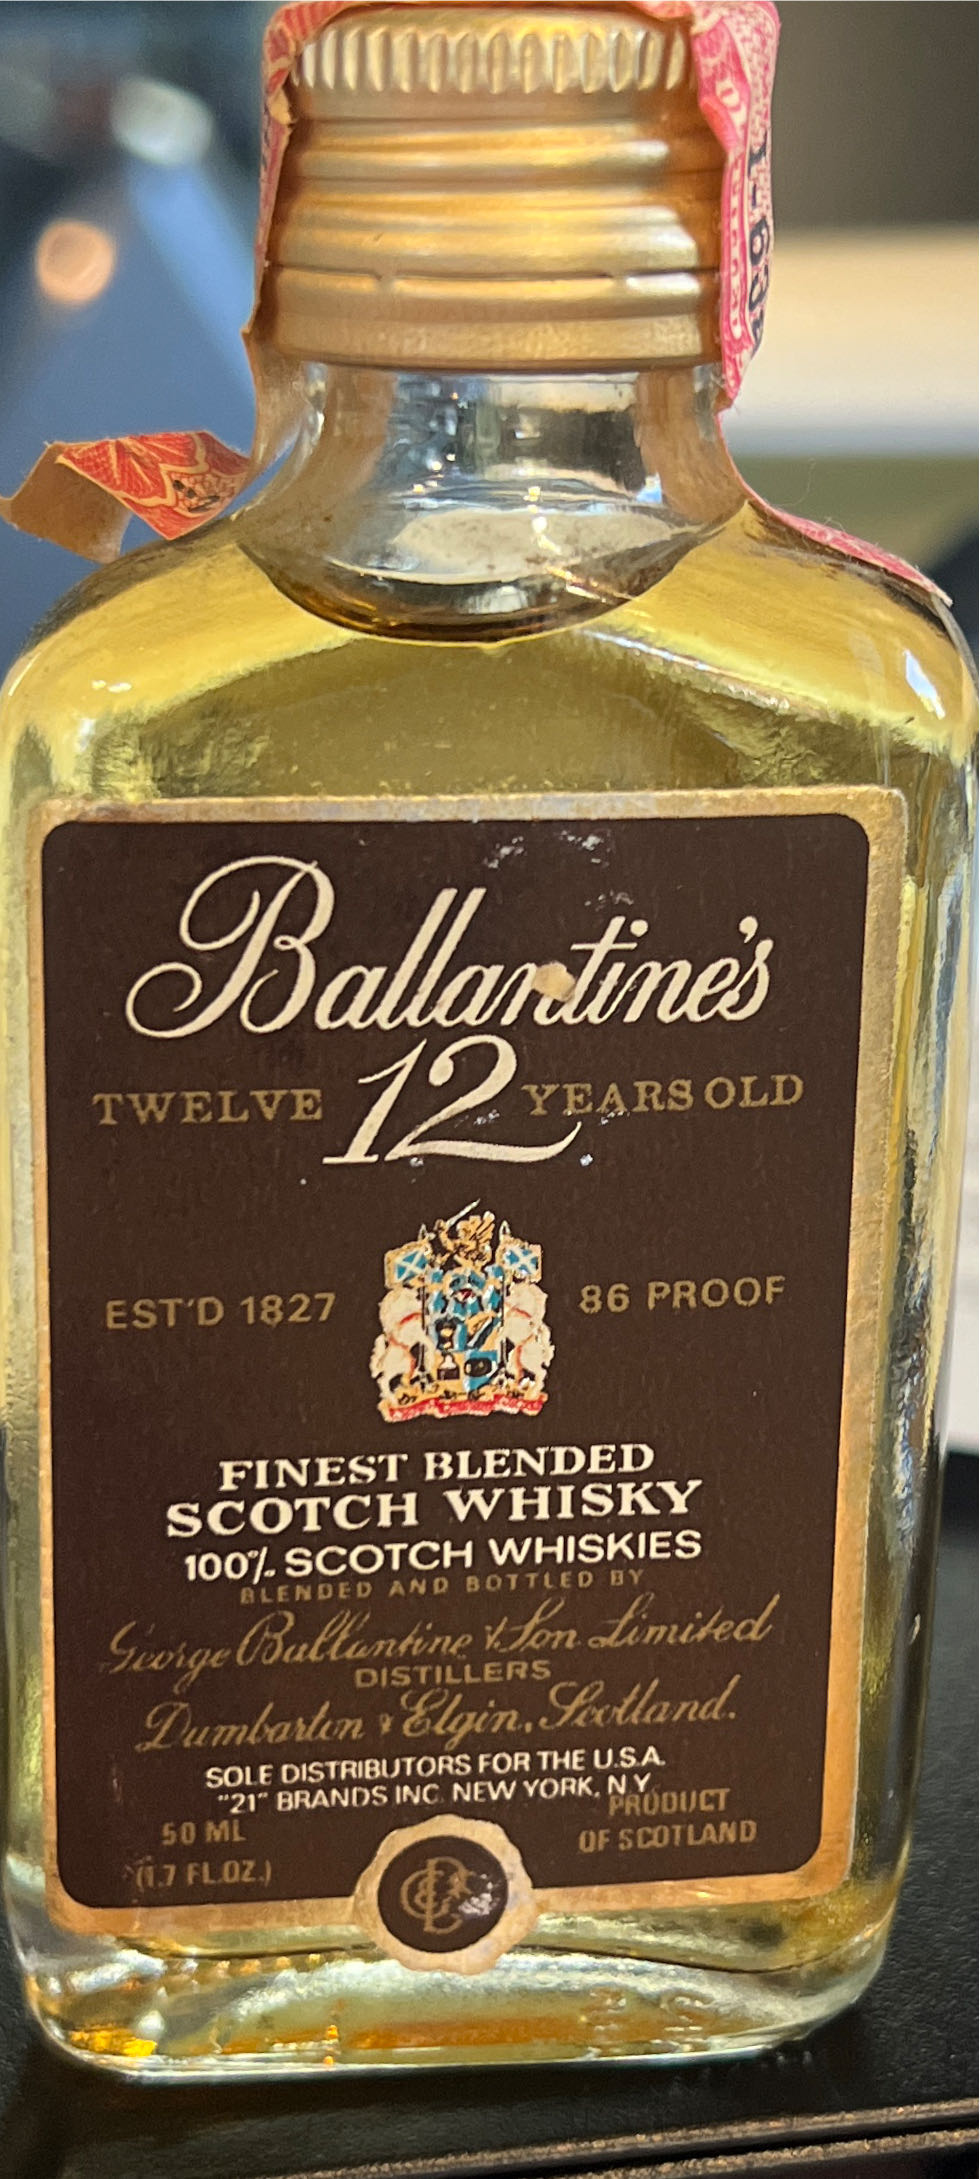 Ballantine's
TWELVE 12 YEARS OLD
EST'D 1827
86 PROOF
FINEST BLENDED
SCOTCH WHISKY
100% SCOTCH WHISKIES
BLENDED AND BOTTLED BY
George Ballantine & Son Limited
DISTILLERS
Dumbarton & Elgin, Scotland.
SOLE DISTRIBUTORS FOR THE U.S.A.
"21" BRANDS INC. NEW YORK, N.Y.
50 ML
(1.7 FL.OZ.)
PRODUCT
OF SCOTLAND